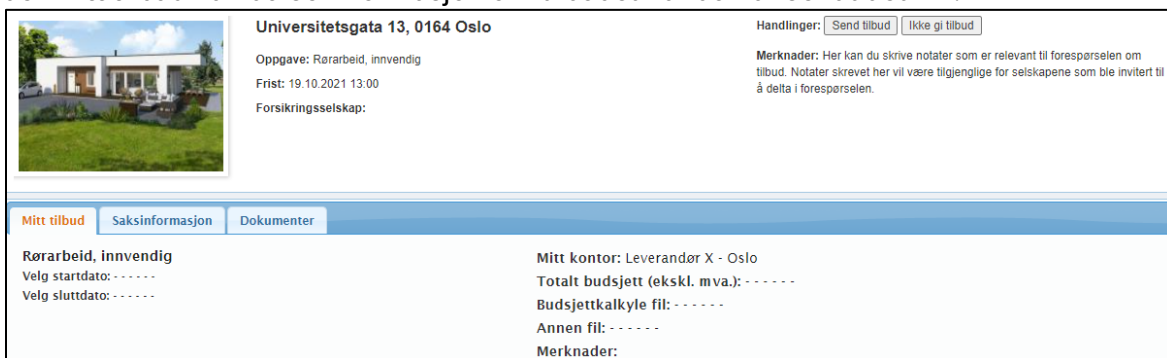 Universitetsgata 13, 0164 Oslo
Oppgave: Rørarbeid, innvendig
Frist: 19.10.2021 13:00
Forsikringsselskap:
Handlinger: Send tilbud Ikke gi tilbud
Merknader: Her kan du skrive notater som er relevant til forespørselen om
tilbud. Notater skrevet her vil være tilgjenglige for selskapene som ble invitert til
å delta i forespørselen.
Mitt tilbud Saksinformasjon Dokumenter
Rørarbeid, innvendig
Velg startdato: - - - - - -
Velg sluttdato: - - - - - -
Mitt kontor: Leverandør X - Oslo
Totalt budsjett (ekskl. mva.): - - - - - -
Budsjettkalkyle fil: - - - - - -
Annen fil: - - - - - -
Merknader: